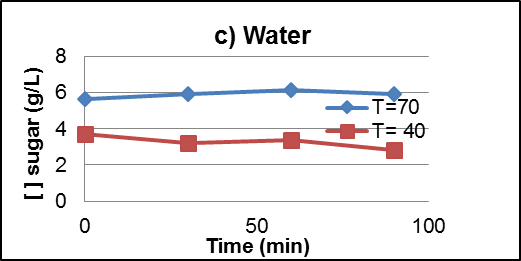 c) Water
[ ] sugar (g/L)
8
6
4
2
0
0 50 100
Time (min)
T=70
T= 40